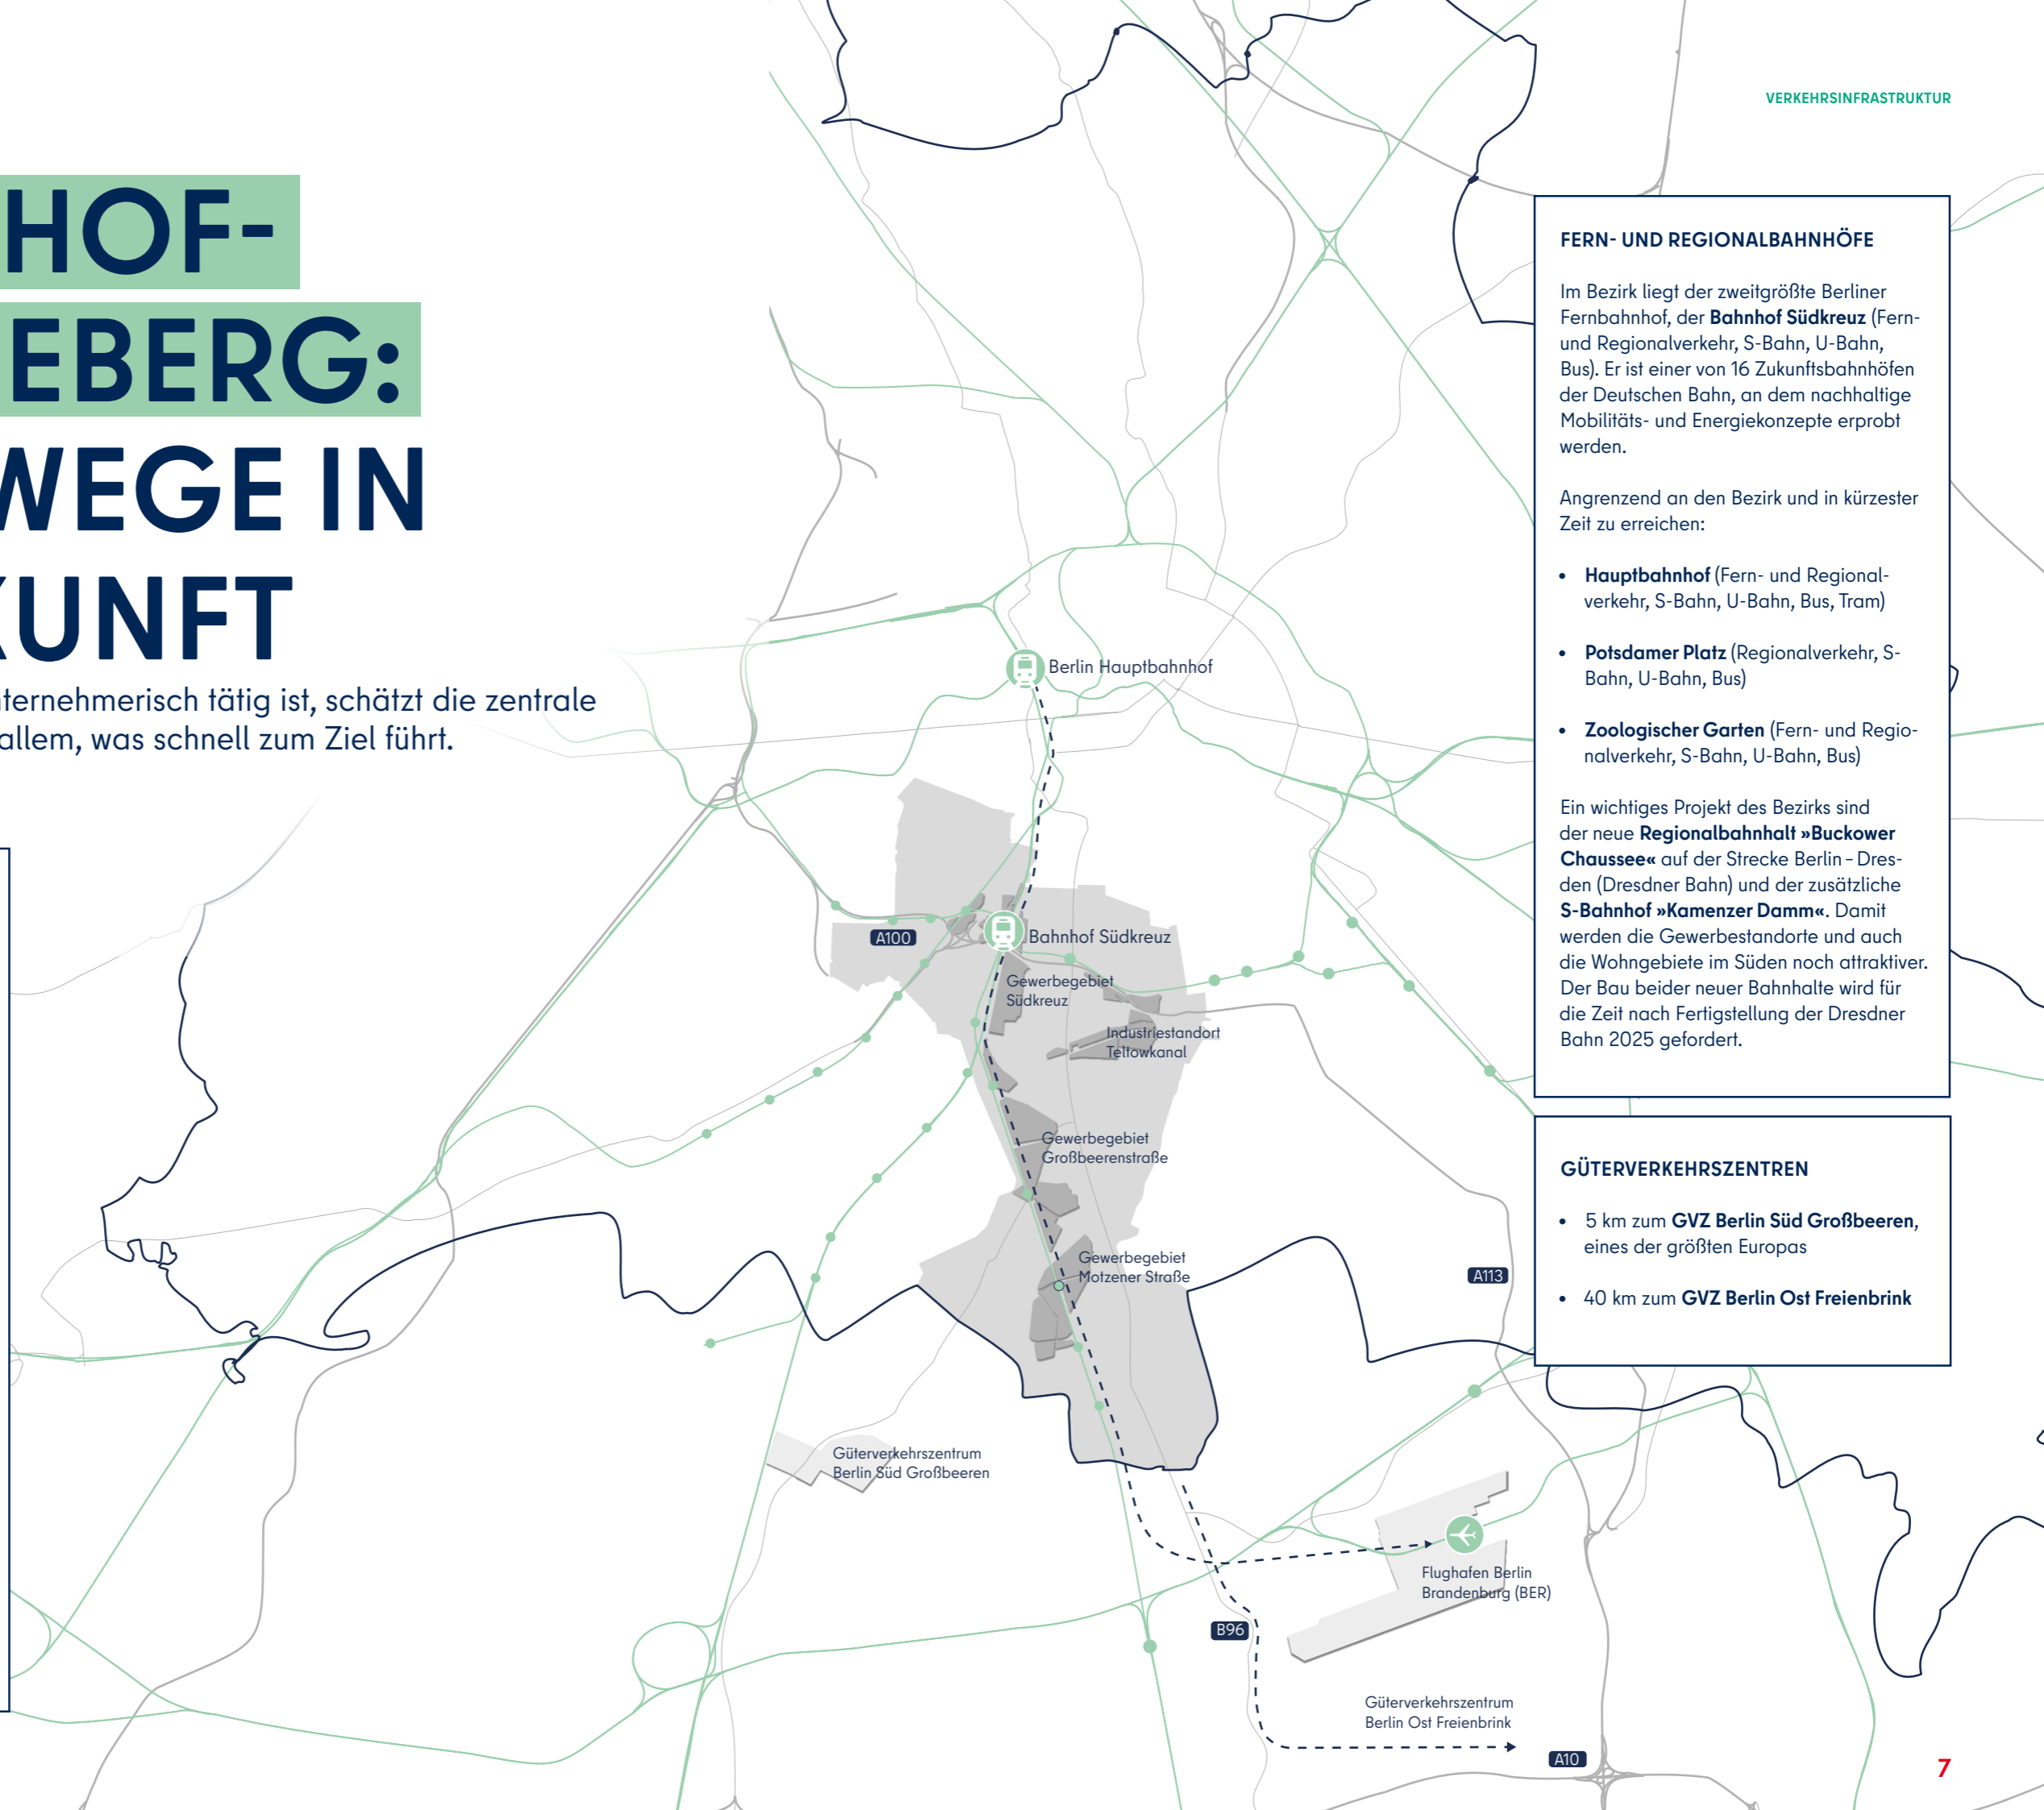 VERKEHRSINFRASTRUKTUR
HOF-
EBERG:
WEGE IN
KUNFT
nternehmerisch tätig ist, schätzt die zentrale
allem, was schnell zum Ziel führt.
Berlin Hauptbahnhof
A100
Bahnhof Südkreuz
Gewerbegebiet
Südkreuz
Industriestandort
Teltowkanal
Gewerbegebiet
Großbeerenstraße
Gewerbegebiet
Motzener Straße
A113
Güterverkehrszentrum
Berlin Süd Großbeeren
Flughafen Berlin
Brandenburg (BER)
B96
Güterverkehrszentrum
Berlin Ost Freienbrink
A10
FERN- UND REGIONALBAHNHÖFE
Im Bezirk liegt der zweitgrößte Berliner
Fernbahnhof, der Bahnhof Südkreuz (Fern-
und Regionalverkehr, S-Bahn, U-Bahn,
Bus). Er ist einer von 16 Zukunftsbahnhöfen
der Deutschen Bahn, an dem nachhaltige
Mobilitäts- und Energiekonzepte erprobt
werden.
Angrenzend an den Bezirk und in kürzester
Zeit zu erreichen:
• Hauptbahnhof (Fern- und Regional-
verkehr, S-Bahn, U-Bahn, Bus, Tram)
• Potsdamer Platz (Regionalverkehr, S-
Bahn, U-Bahn, Bus)
• Zoologischer Garten (Fern- und Regio-
nalverkehr, S-Bahn, U-Bahn, Bus)
Ein wichtiges Projekt des Bezirks sind
der neue Regionalbahnhalt »Buckower
Chaussee« auf der Strecke Berlin – Dres-
den (Dresdner Bahn) und der zusätzliche
S-Bahnhof »Kamenzer Damm«. Damit
werden die Gewerbestandorte und auch
die Wohngebiete im Süden noch attraktiver.
Der Bau beider neuer Bahnhalte wird für
die Zeit nach Fertigstellung der Dresdner
Bahn 2025 gefordert.
GÜTERVERKEHRSZENTREN
• 5 km zum GVZ Berlin Süd Großbeeren,
eines der größten Europas
• 40 km zum GVZ Berlin Ost Freienbrink
7